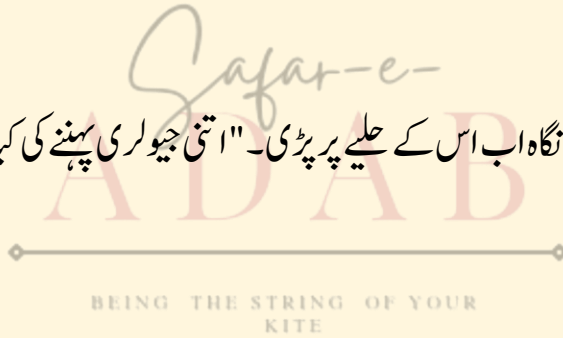 Safar-e-
نگاہ اب اس کے حلیے پر پڑی۔ "اتنی جیولری پہننے کی
ADAB
BEING THE STRING OF YOUR
KITE